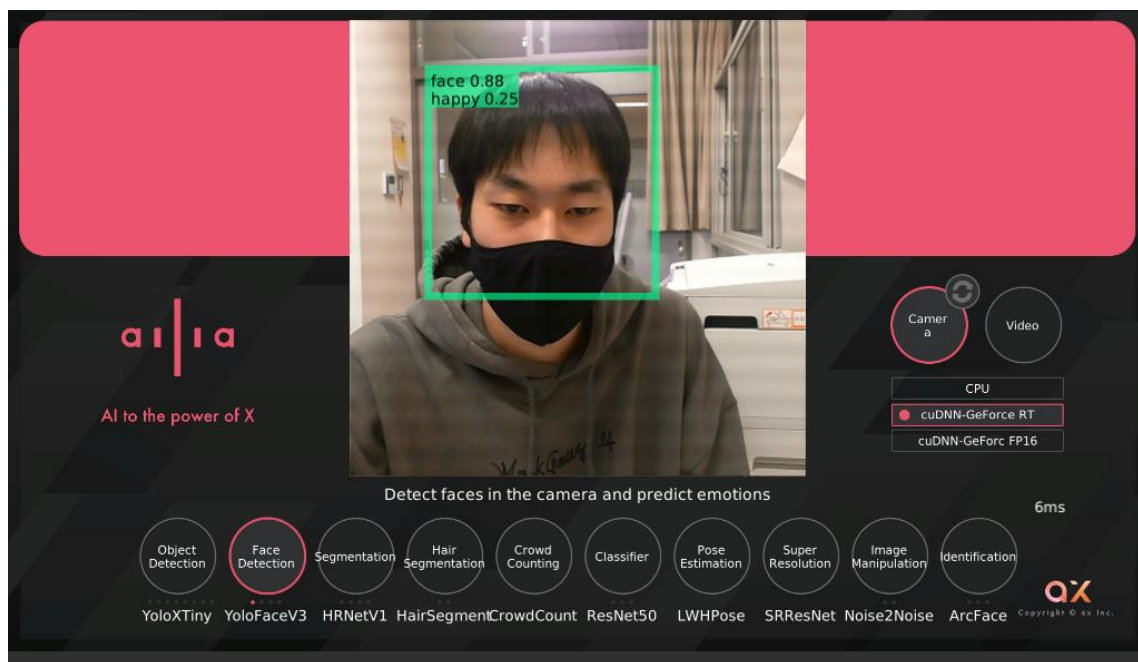 face 0.88
happy 0.25
ailia
AI to the power of X
Camer
a
Video
CPU
cuDNN-GeForce RT
cuDNN-GeForc FP16
Detect faces in the camera and predict emotions
6ms
Object
Detection
Face
Detection
Segmentation
Hair
Segmentation
Crowd
Counting
Classifier
Pose
Estimation
Super
Resolution
Image
Manipulation
Identification
YoloXTiny
YoloFaceV3
HRNetV1
HairSegment
CrowdCount
ResNet50
LWHPose
SRResNet
Noise2Noise
ArcFace
ax
Copyright © ax Inc.